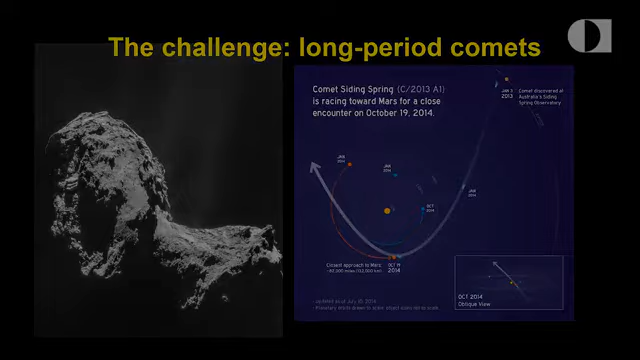 The challenge: long-period comets
Comet Siding Spring (C/2013 A1)
is racing toward Mars for a close
encounter on October 19, 2014.
JAN 3
2013
Comet discovered at
Australia's Siding
Spring Observatory
JAN
2014
JAN
2014
JAN
2014
OCT
2014
Closest approach to Mars:
OCT 19
2014
OCT 2014
Oblique View